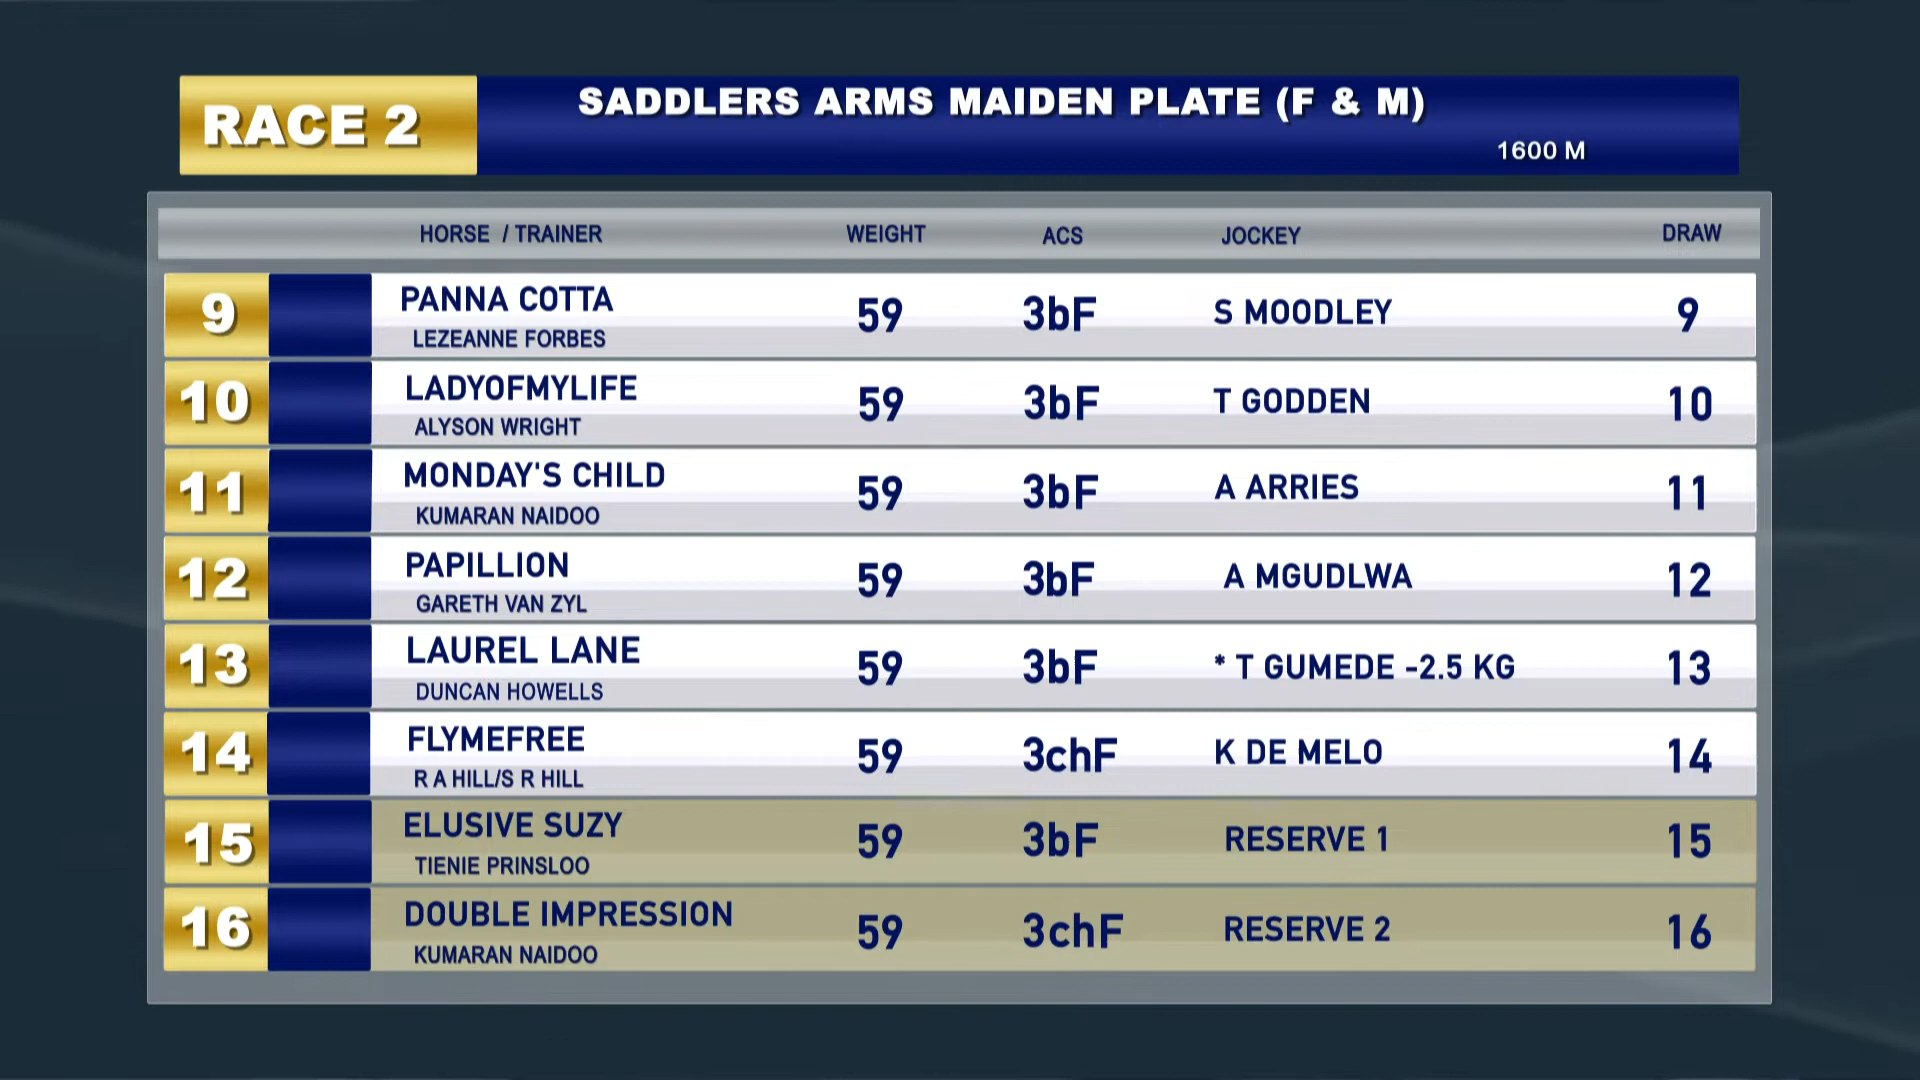 RACE 2
SADDLERS ARMS MAIDEN PLATE (F & M)
1600 M
HORSE / TRAINER WEIGHT ACS JOCKEY DRAW
9 PANNA COTTA 59 3bF S MOODLEY 9
LEZEANNE FORBES
10 LADYOFMYLIFE 59 3bF T GODDEN 10
ALYSON WRIGHT
11 MONDAY'S CHILD 59 3bF A ARRIES 11
KUMARAN NAIDOO
12 PAPILLION 59 3bF A MGUDLWA 12
GARETH VAN ZYL
13 LAUREL LANE 59 3bF * T GUMEDE -2.5 KG 13
DUNCAN HOWELLS
14 FLYMEFREE 59 3chF K DE MELO 14
R A HILL/S R HILL
15 ELUSIVE SUZY 59 3bF RESERVE 1 15
TIENIE PRINSLOO
16 DOUBLE IMPRESSION 59 3chF RESERVE 2 16
KUMARAN NAIDOO